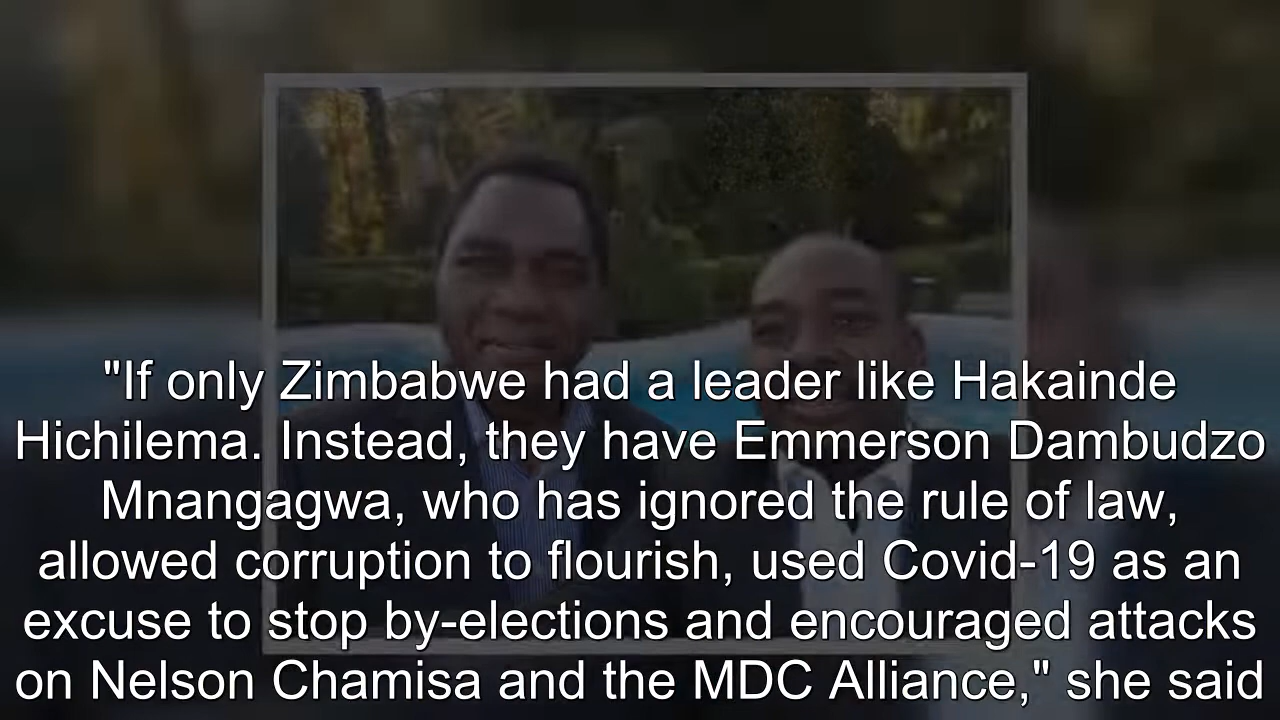 "If only Zimbabwe had a leader like Hakainde
Hichilema. Instead, they have Emmerson Dambudzo
Mnangagwa, who has ignored the rule of law,
allowed corruption to flourish, used Covid-19 as an
excuse to stop by-elections and encouraged attacks
on Nelson Chamisa and the MDC Alliance," she said